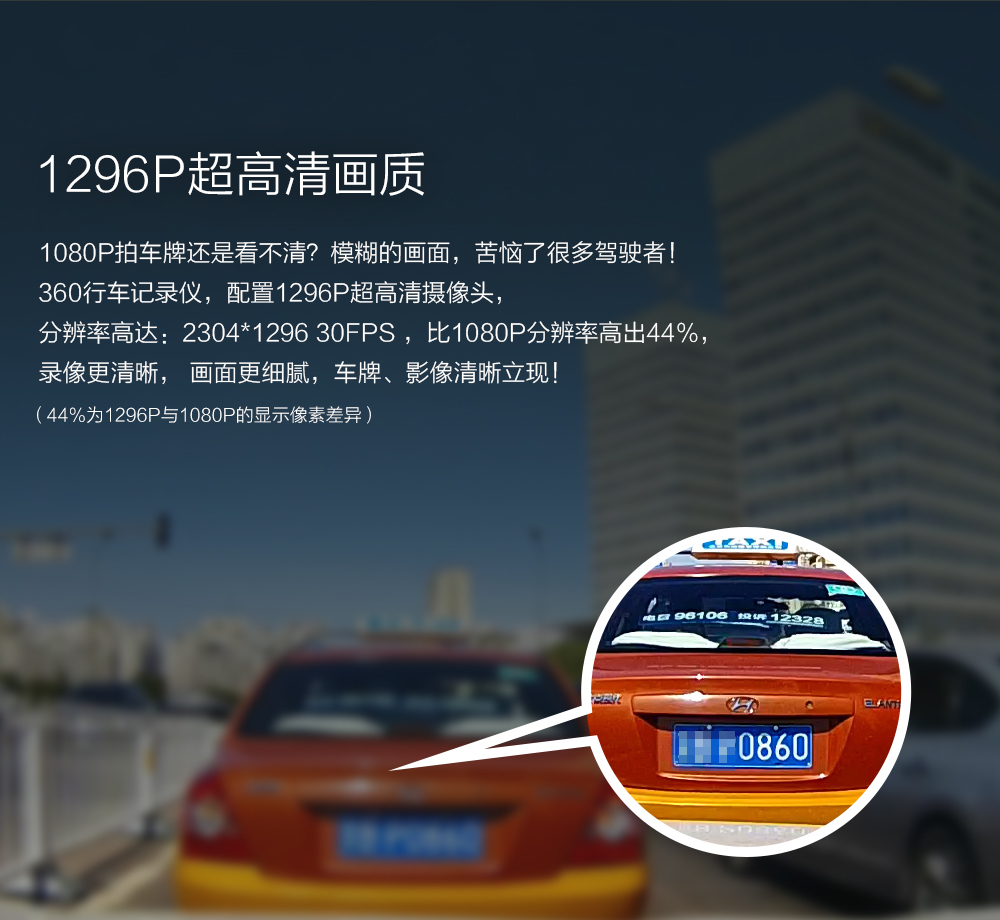 1296P超高清画质
1080P拍车牌还是看不清？模糊的画面，苦恼了很多驾驶者！
360行车记录仪，配置1296P超高清摄像头，
分辨率高达：2304*1296 30FPS ，比1080P分辨率高出44%，
录像更清晰， 画面更细腻，车牌、影像清晰立现！
（44%为1296P与1080P的显示像素差异）
TAXI
电召 96106 投诉 12328
ELANT
0860